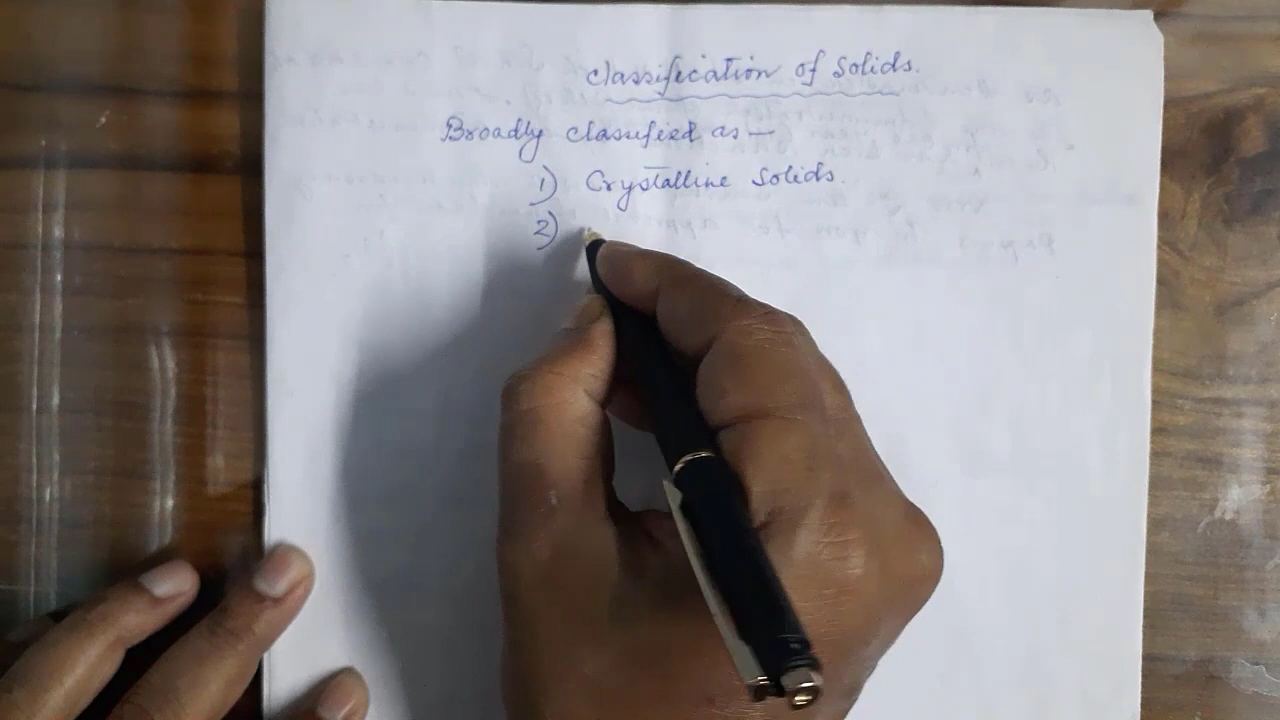 Classification of Solids.
Broadly classified as —
1) Crystalline Solids.
2)